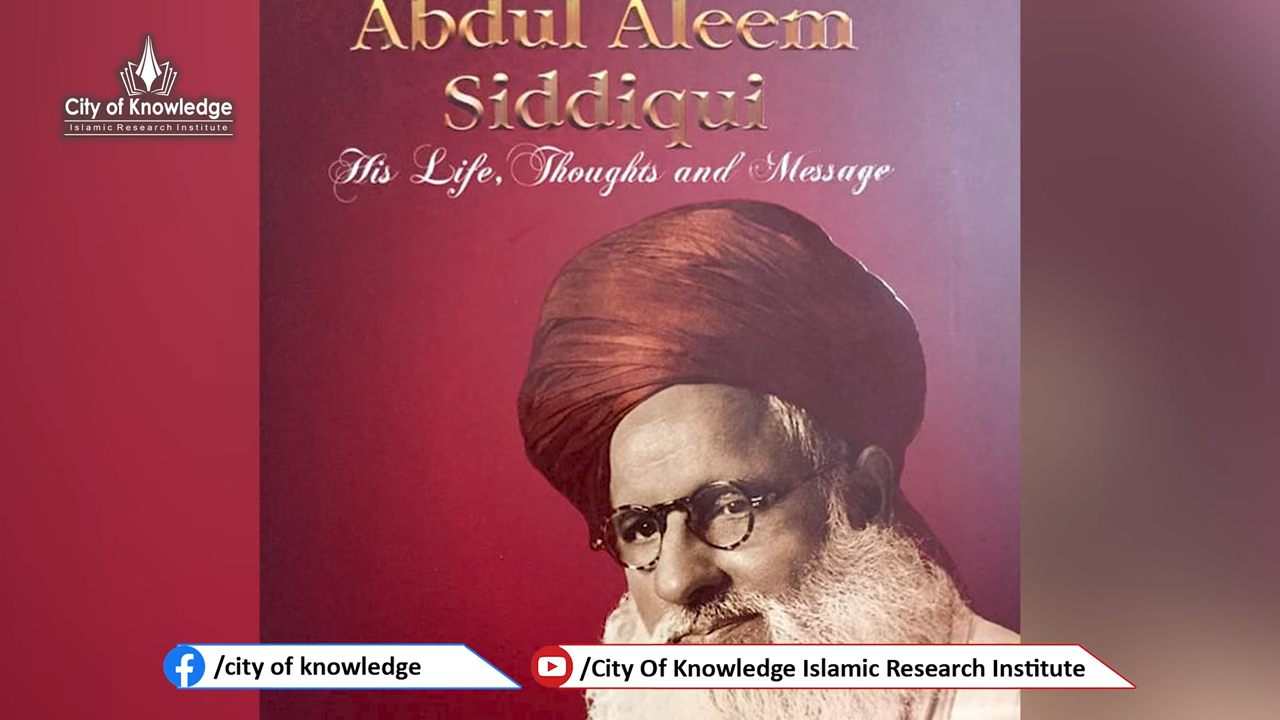 City of Knowledge
Islamic Research Institute
Abdul Aleem
Siddiqui
His Life, Thoughts and Message
/city of knowledge
/City Of Knowledge Islamic Research Institute